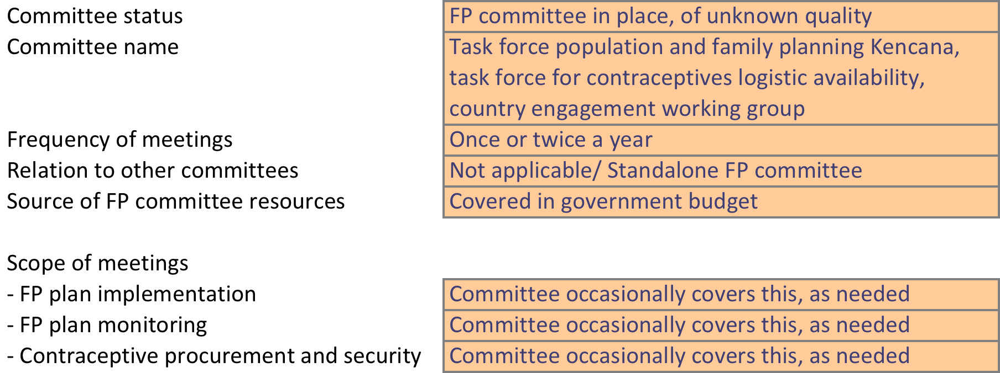 Committee status FP committee in place, of unknown quality
Committee name Task force population and family planning Kencana,
task force for contraceptives logistic availability,
country engagement working group
Frequency of meetings Once or twice a year
Relation to other committees Not applicable/ Standalone FP committee
Source of FP committee resources Covered in government budget
Scope of meetings
- FP plan implementation Committee occasionally covers this, as needed
- FP plan monitoring Committee occasionally covers this, as needed
- Contraceptive procurement and security Committee occasionally covers this, as needed